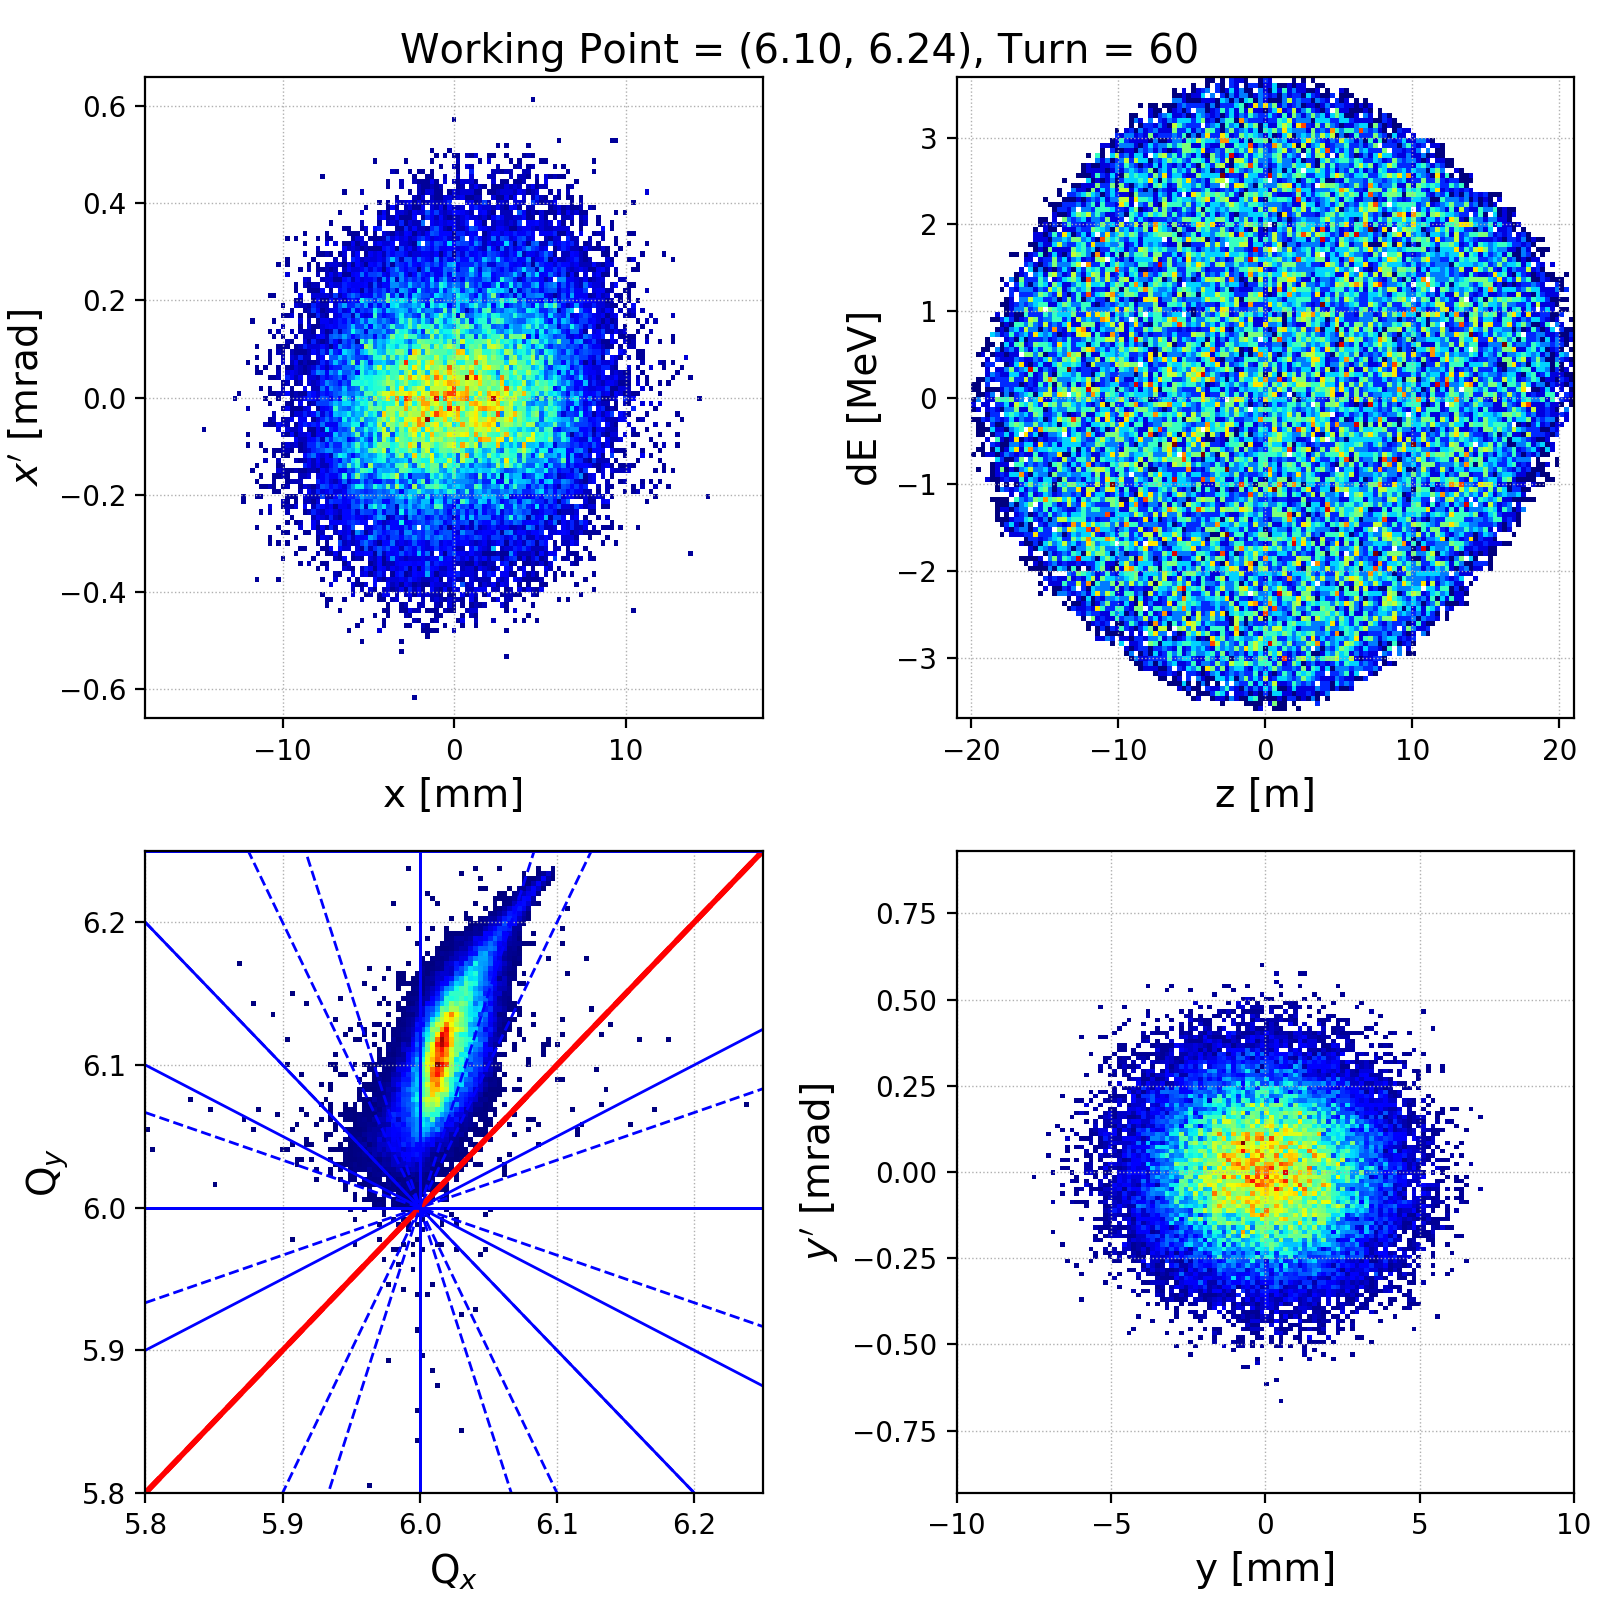 Working Point = (6.10, 6.24), Turn = 60
0.6
0.4
0.2
0.0
−0.2
−0.4
−0.6
x′ [mrad]
−10 0 10
x [mm]
3
2
1
0
−1
−2
−3
dE [MeV]
−20 −10 0 10 20
z [m]
6.2
6.1
6.0
5.9
5.8
Qy
5.8 5.9 6.0 6.1 6.2
Qx
0.75
0.50
0.25
0.00
−0.25
−0.50
−0.75
y′ [mrad]
−10 −5 0 5 10
y [mm]